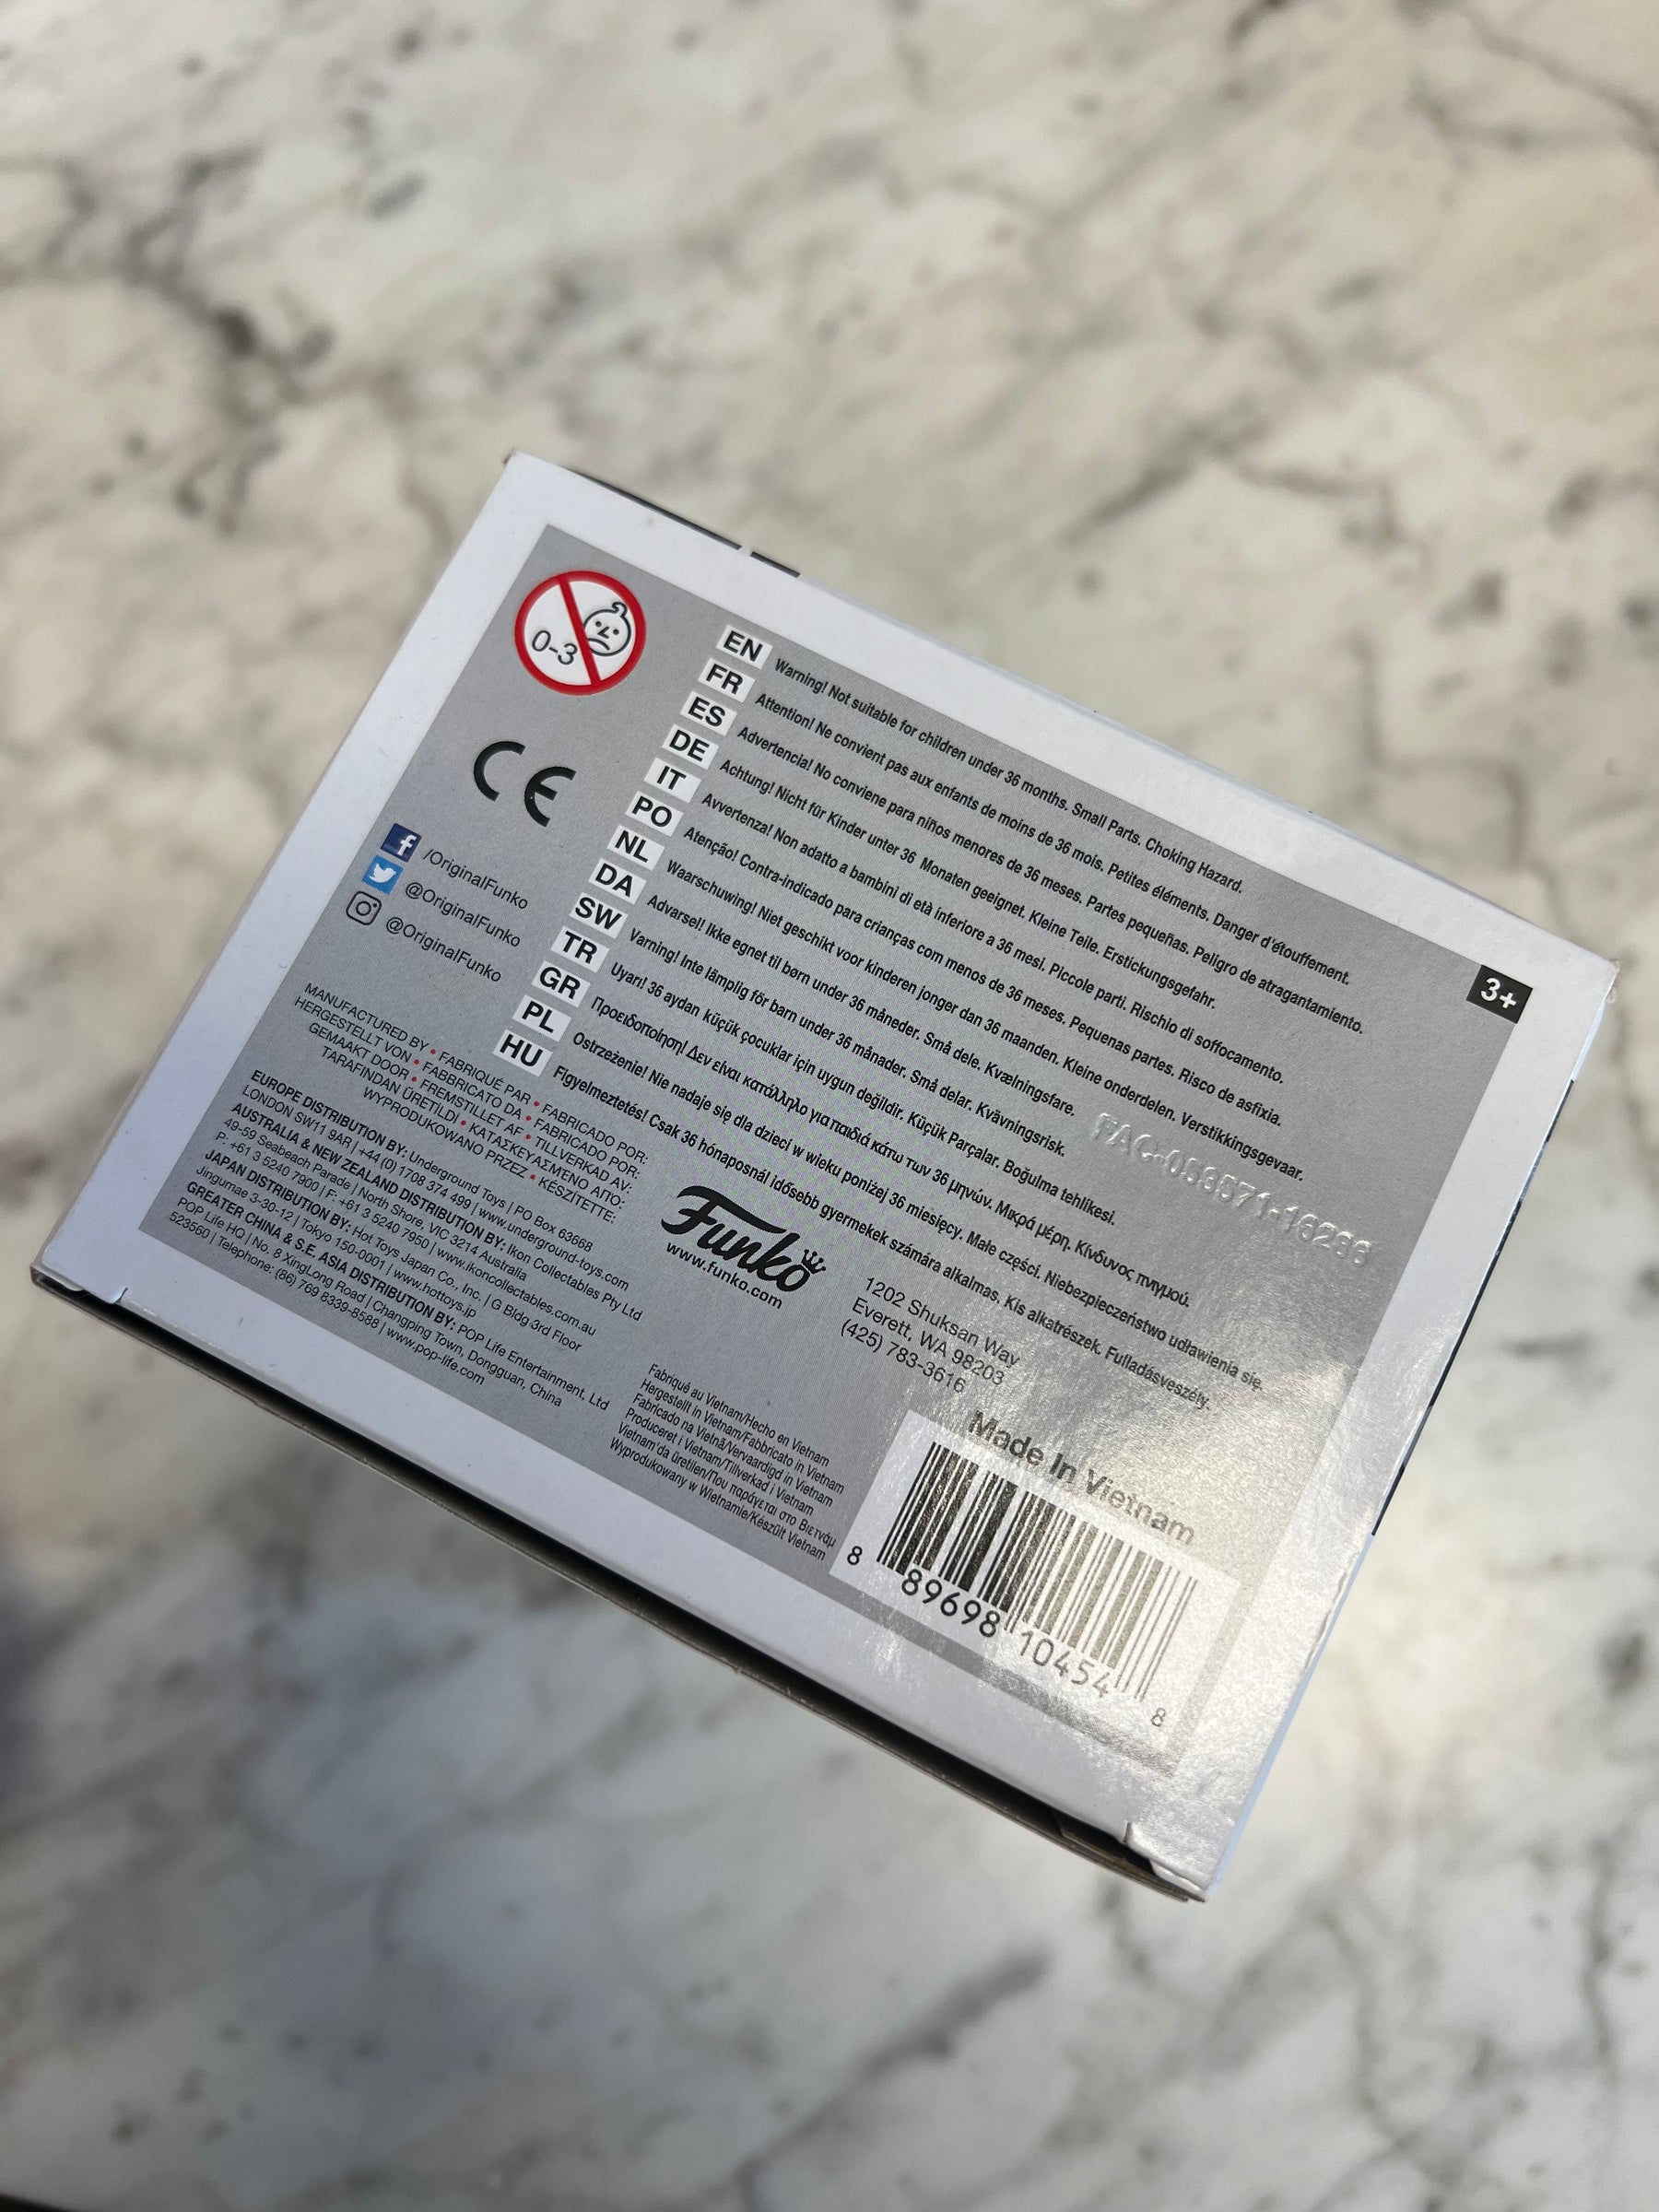 0-3
EN Warning! Not suitable for children under 36 months. Small Parts. Choking Hazard.
FR Attention! Ne convient pas aux enfants de moins de 36 mois. Petites éléments. Danger d'étouffement.
ES Advertencia! No conviene para niños menores de 36 meses. Partes pequeñas. Peligro de atragantamiento.
DE Achtung! Nicht für Kinder unter 36 Monaten geeignet. Kleine Teile. Erstickungsgefahr.
IT Avvertenza! Non adatto a bambini di età inferiore a 36 mesi. Piccole parti. Rischio di soffocamento.
PO Atenção! Contra-indicado para crianças com menos de 36 meses. Pequenas partes. Risco de asfixia.
NL Waarschuwing! Niet geschikt voor kinderen jonger dan 36 maanden. Kleine onderdelen. Verstikkingsgevaar.
DA Advarsel! Ikke egnet til børn under 36 måneder. Små dele. Kvælningsfare.
SW Varning! Inte lämplig för barn under 36 månader. Små delar. Kvävningsrisk.
TR Uyarı! 36 aydan küçük çocuklar için uygun değildir. Küçük Parçalar. Boğulma tehlikesi.
GR Προειδοποίηση! Δεν είναι κατάλληλο για παιδιά κάτω των 36 μηνών. Μικρά μέρη. Κίνδυνος πνιγμού.
PL Ostrzeżenie! Nie nadaje się dla dzieci w wieku poniżej 36 miesięcy. Małe części. Niebezpieczeństwo udławienia się.
HU Figyelmeztetés! Csak 36 hónaposnál idősebb gyermekek számára alkalmas. Kis alkatrészek. Fulladásveszély.
3+
CE
/OriginalFunko
@OriginalFunko
@OriginalFunko
MANUFACTURED BY • FABRIQUÉ PAR • FABRICADO POR:
HERGESTELLT VON • FABBRICATO DA • FABRICADO POR:
GEMAAKT DOOR • FREMSTILLET AF • TILLVERKAD AV:
TARAFINDAN ÜRETİLDİ • ΚΑΤΑΣΚΕΥΑΣΜΕΝΟ ΑΠΟ:
WYPRODUKOWANO PRZEZ • KÉSZÍTETTE:
EUROPE DISTRIBUTION BY: Underground Toys | PO Box 63668
LONDON SW11 9AR | +44(0) 1708 374 499 | www.underground-toys.com
AUSTRALIA & NEW ZEALAND DISTRIBUTION BY: Ikon Collectables Pty Ltd
49-59 Seabeach Parade | North Shore, VIC 3214 Australia
P: +61 3 5240 7900 | F: +61 3 5240 7950 | www.ikoncollectables.com.au
JAPAN DISTRIBUTION BY: Hot Toys Japan Co., Inc. | G Bldg 3rd Floor
Jingumae 3-30-12 | Tokyo 150-0001 | www.hottoys.jp
GREATER CHINA & S.E. ASIA DISTRIBUTION BY: POP Life Entertainment, Ltd
POP Life HQ | No. 8 XingLong Road | Changping Town, Dongguan, China
523560 | Telephone: (86) 769 8339-8588 | www.pop-life.com
Funko
www.funko.com
1202 Shuksan Way
Everett, WA 98203
(425) 783-3616
FAC-053571-16286
Fabriqué au Vietnam/Hecho en Vietnam
Hergestellt in Vietnam/Fabbricato in Vietnam
Fabricado na Vietnã/Vervaardigd in Vietnam
Produceret i Vietnam/Tillverkad i Vietnam
Vietnam'da üretilen/Που παράγεται στο Βιετνάμ
Wyprodukowany w Wietnamie/Készült Vietnam
Made In Vietnam
8 89698 10454 8